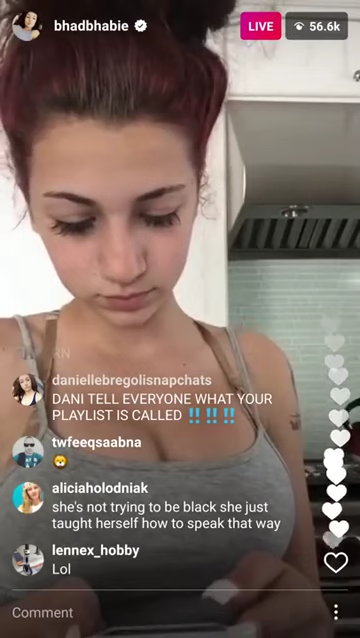 bhadbhabie
LIVE
56.6k
RN
daniellebregolisnapchats
DANI TELL EVERYONE WHAT YOUR
PLAYLIST IS CALLED ‼️ ‼️ ‼️
twfeeqsaabna
🦁
aliciaholodniak
she's not trying to be black she just
taught herself how to speak that way
lennex_hobby
Lol
Comment